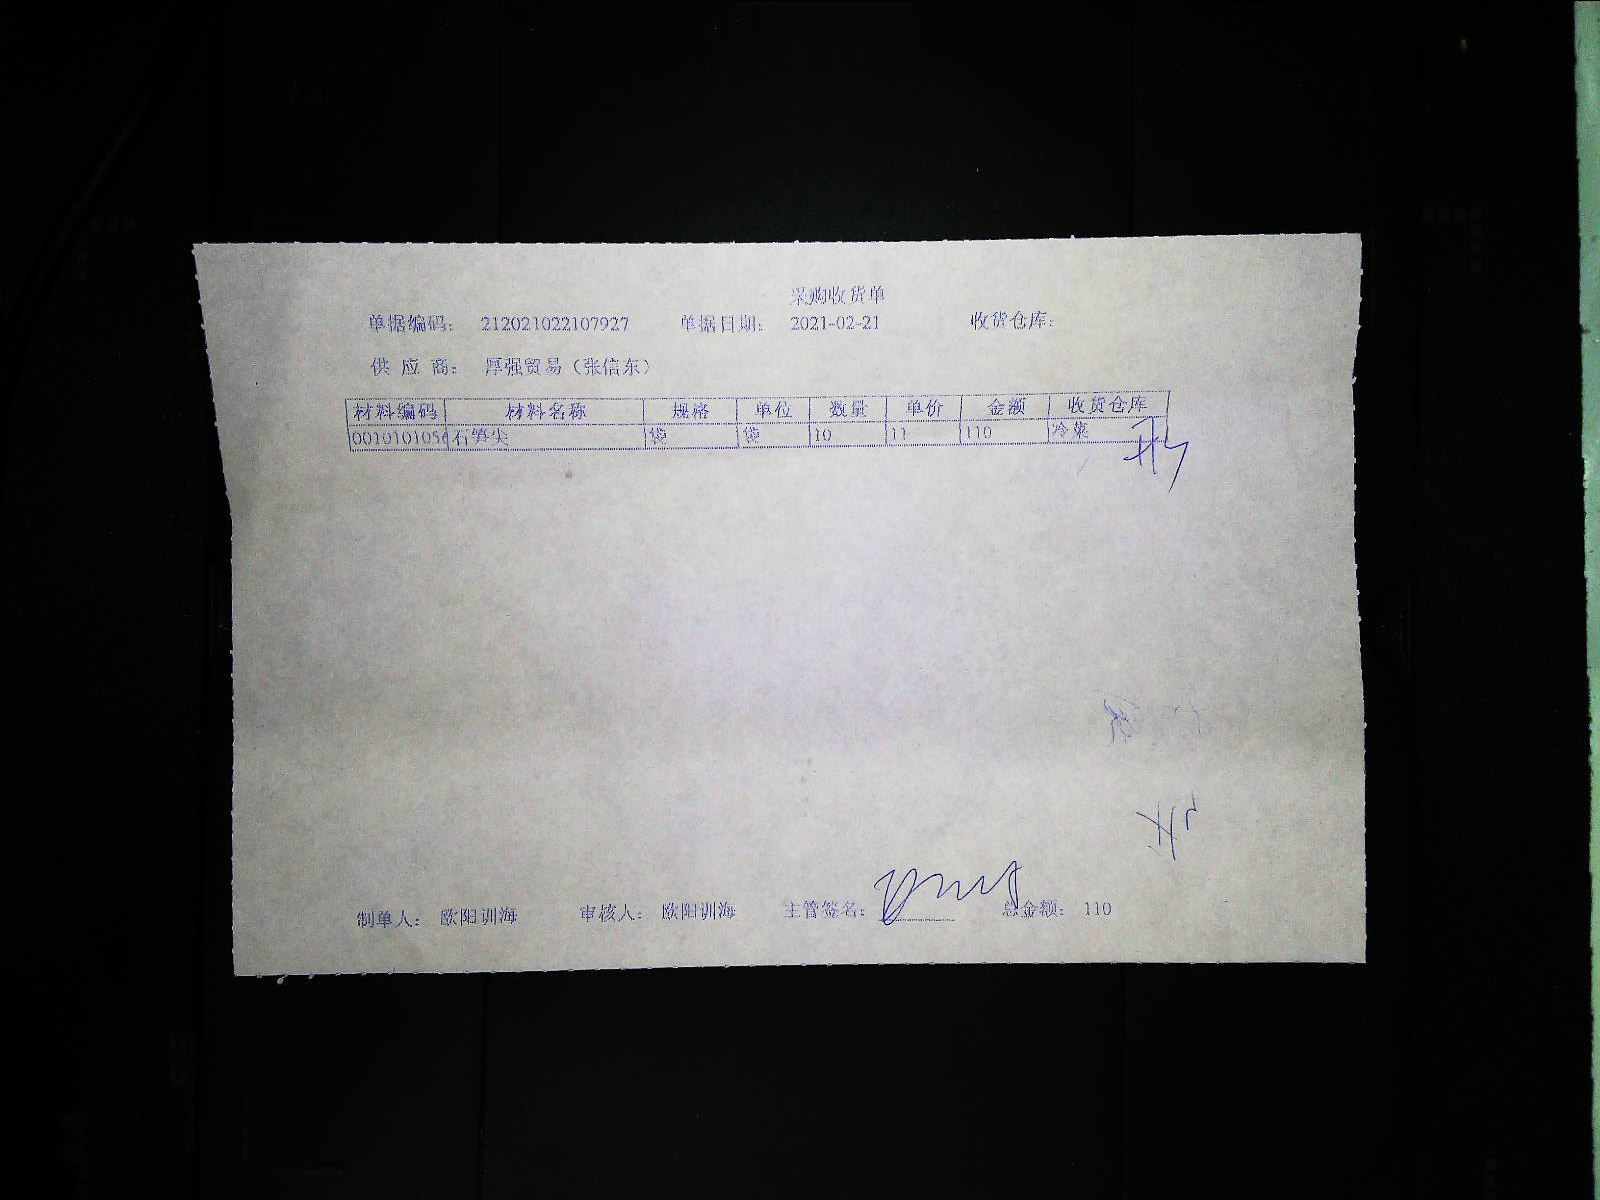 采购收货单
单据编码： 212021022107927 单据日期： 2021-02-21 收货仓库：
供 应 商： 厚强贸易（张信东）
材料编码 材料名称 规格 单位 数量 单价 金额 收货仓库
0010101056 石笋尖 袋 袋 10 11 110 冷菜
制单人： 欧阳训海 审核人： 欧阳训海 主管签名： 总金额： 110